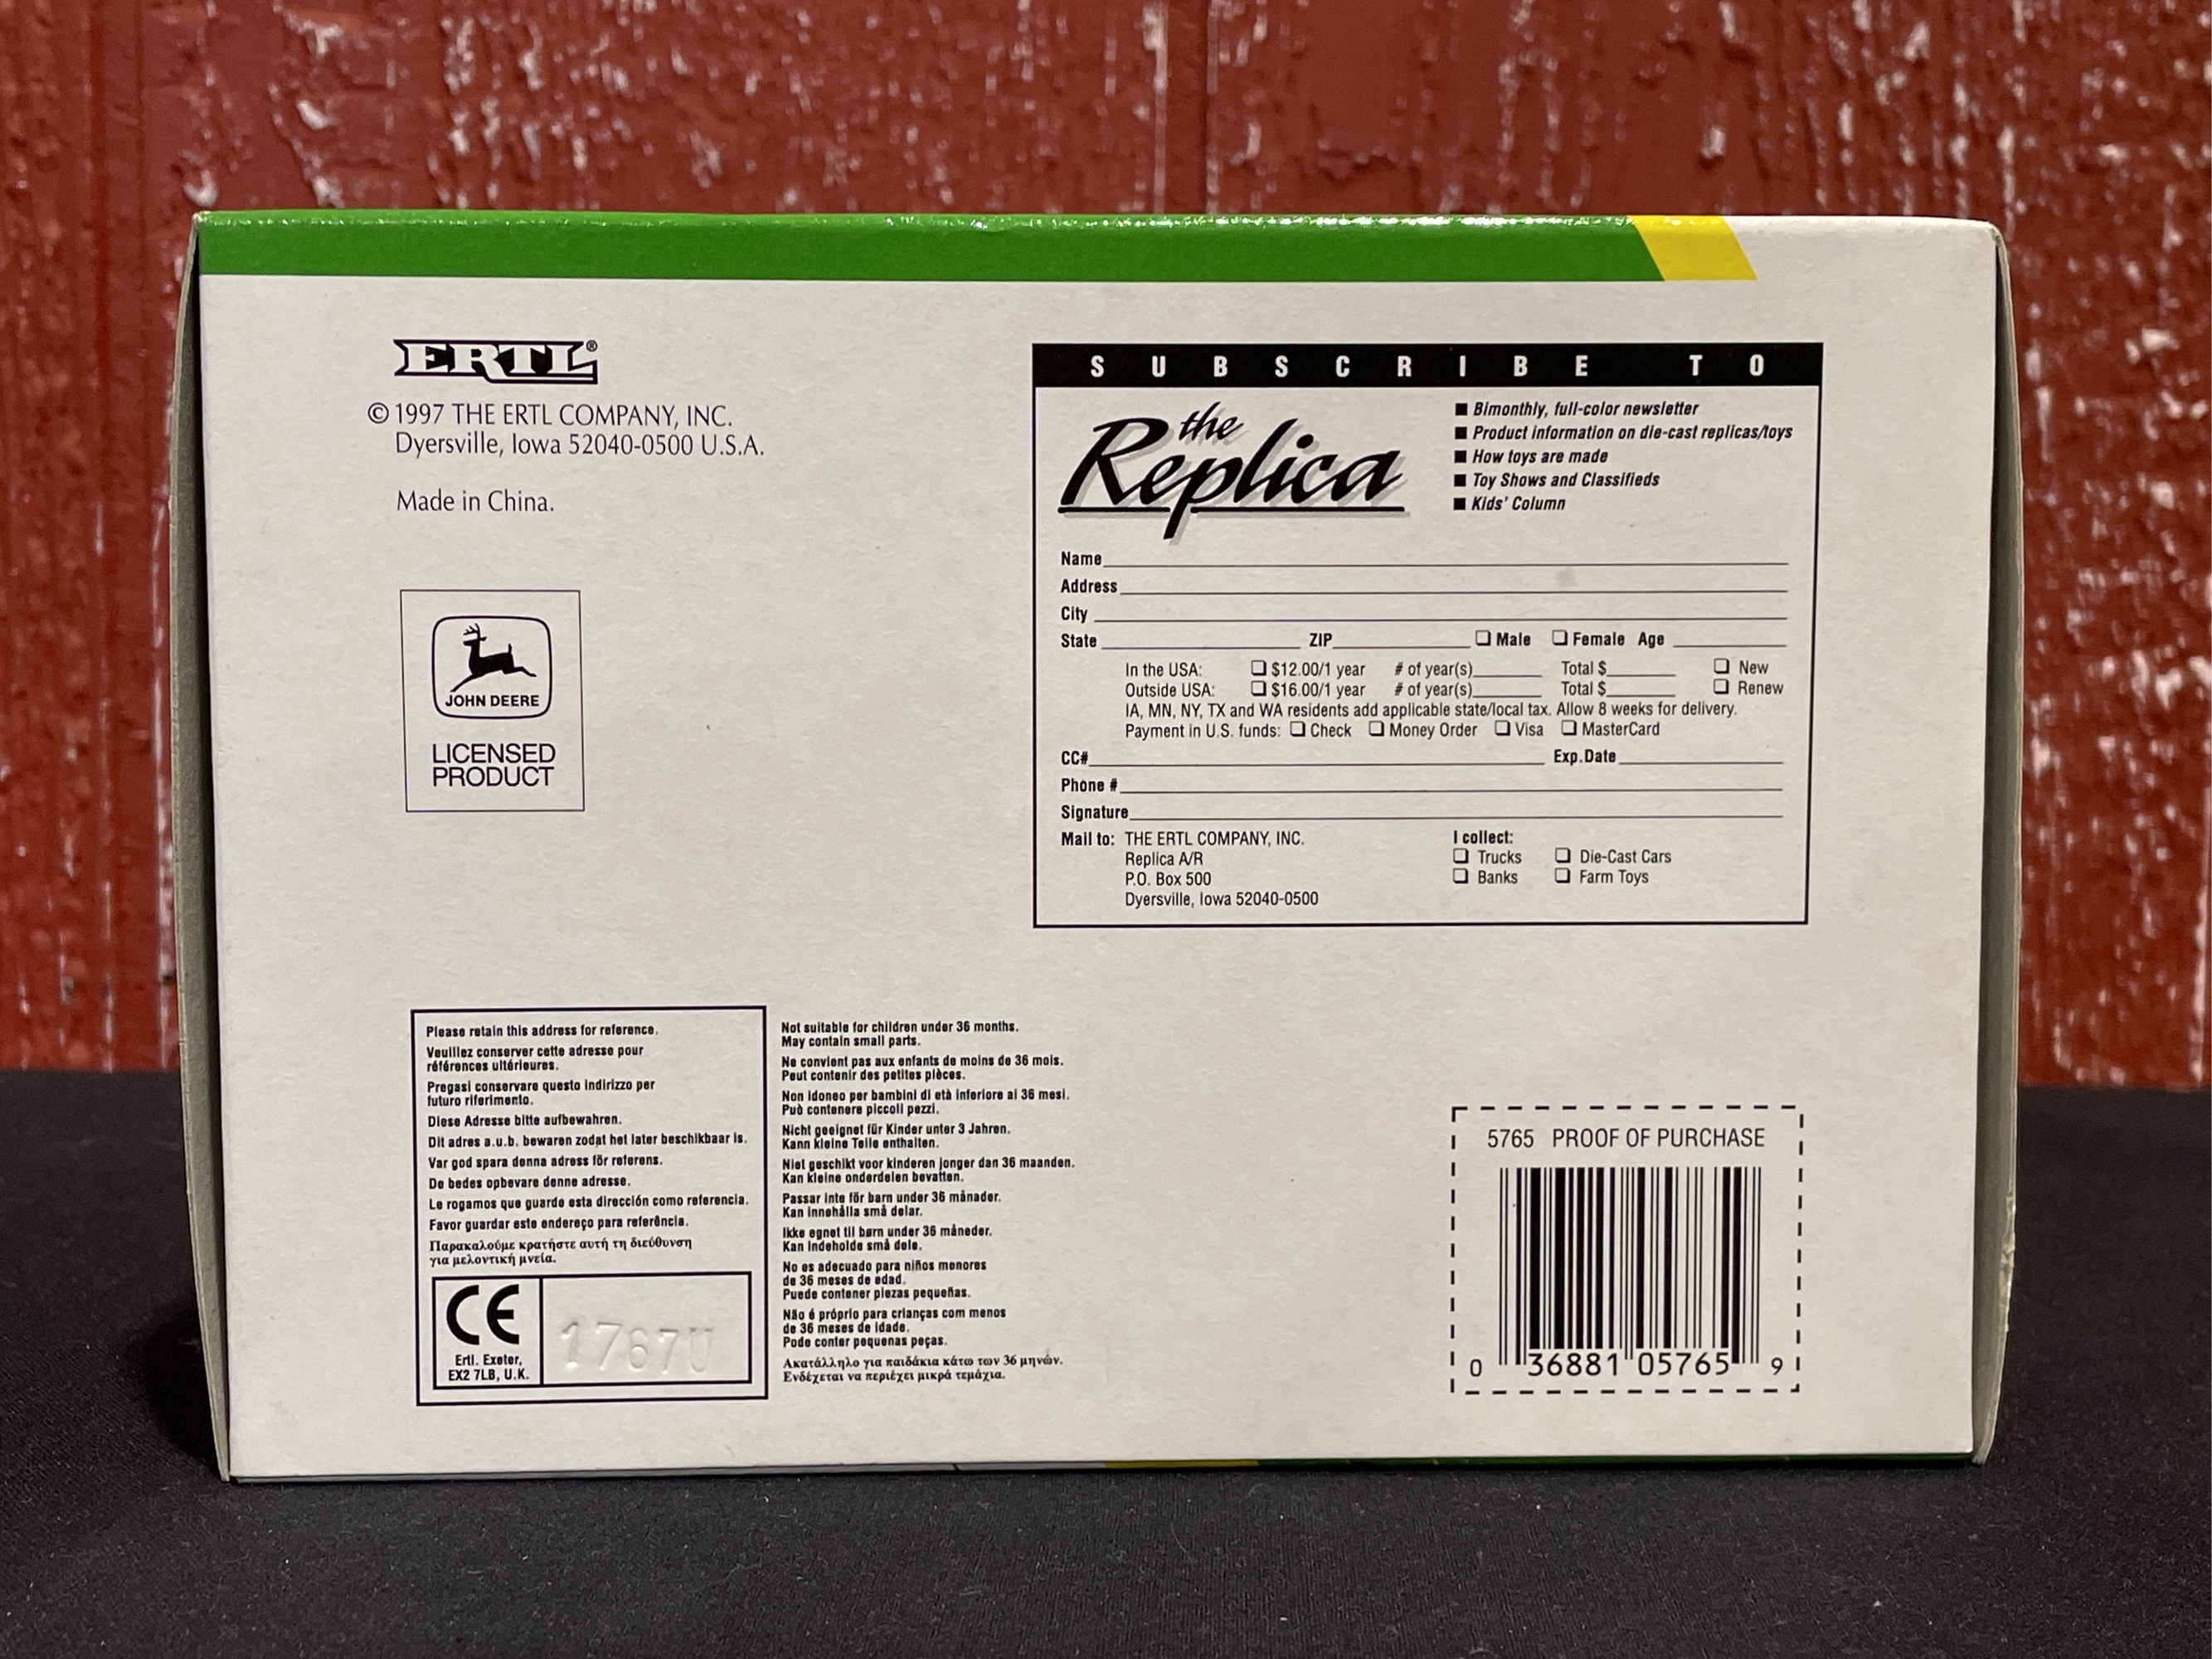 ERTL®
© 1997 THE ERTL COMPANY, INC.
Dyersville, Iowa 52040-0500 U.S.A.
Made in China.
JOHN DEERE
LICENSED
PRODUCT
SUBSCRIBE TO
the
Replica
■ Bimonthly, full-color newsletter
■ Product information on die-cast replicas/toys
■ How toys are made
■ Toy Shows and Classifieds
■ Kids' Column
Name
Address
City
State ZIP ❏ Male ❏ Female Age
In the USA: ❏ $12.00/1 year # of year(s) Total $ ❏ New
Outside USA: ❏ $16.00/1 year # of year(s) Total $ ❏ Renew
IA, MN, NY, TX and WA residents add applicable state/local tax. Allow 8 weeks for delivery.
Payment in U.S. funds: ❏ Check ❏ Money Order ❏ Visa ❏ MasterCard
CC# Exp.Date
Phone #
Signature
Mail to: THE ERTL COMPANY, INC.
Replica A/R
P.O. Box 500
Dyersville, Iowa 52040-0500
I collect:
❏ Trucks ❏ Die-Cast Cars
❏ Banks ❏ Farm Toys
Please retain this address for reference.
Veuillez conserver cette adresse pour
références ultérieures.
Pregasi conservare questo indirizzo per
futuro riferimento.
Diese Adresse bitte aufbewahren.
Dit adres a.u.b. bewaren zodat het later beschikbaar is.
Var god spara denna adress för referens.
De bedes opbevare denne adresse.
Le rogamos que guarde esta dirección como referencia.
Favor guardar este endereço para referência.
Παρακαλούμε κρατήστε αυτή τη διεύθυνση
για μελοντική μνεία.
CE
Ertl. Exeter,
EX2 7LB, U.K.
1767U
Not suitable for children under 36 months.
May contain small parts.
Ne convient pas aux enfants de moins de 36 mois.
Peut contenir des petites pièces.
Non idoneo per bambini di età inferiore ai 36 mesi.
Può contenere piccoli pezzi.
Nicht geeignet für Kinder unter 3 Jahren.
Kann kleine Teile enthalten.
Niet geschikt voor kinderen jonger dan 36 maanden.
Kan kleine onderdelen bevatten.
Passar inte för barn under 36 månader.
Kan innehålla små delar.
Ikke egnet til børn under 36 måneder.
Kan indeholde små dele.
No es adecuado para niños menores
de 36 meses de edad.
Puede contener piezas pequeñas.
Não é próprio para crianças com menos
de 36 meses de idade.
Pode conter pequenas peças.
Ακατάλληλο για παιδάκια κάτω των 36 μηνών.
Ενδέχεται να περιέχει μικρά τεμάχια.
5765 PROOF OF PURCHASE
0 36881 05765 9